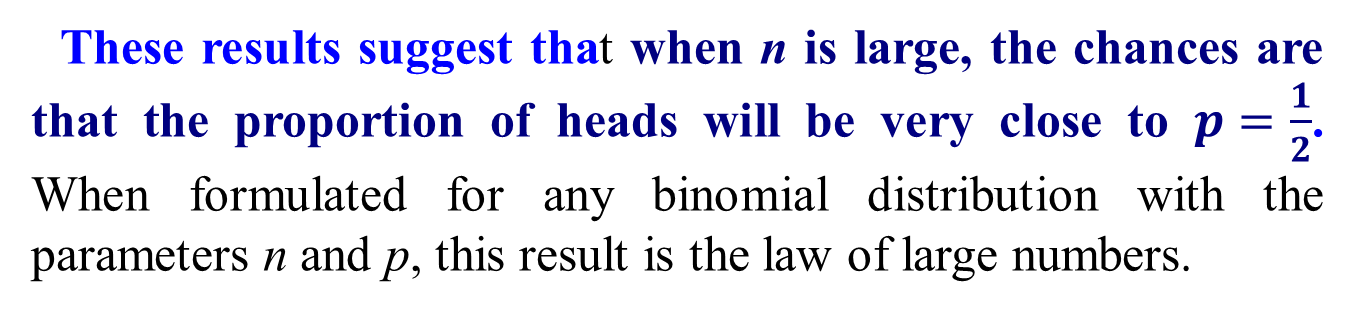 These results suggest that when n is large, the chances are
that the proportion of heads will be very close to p = 1/2.
When formulated for any binomial distribution with the
parameters n and p, this result is the law of large numbers.